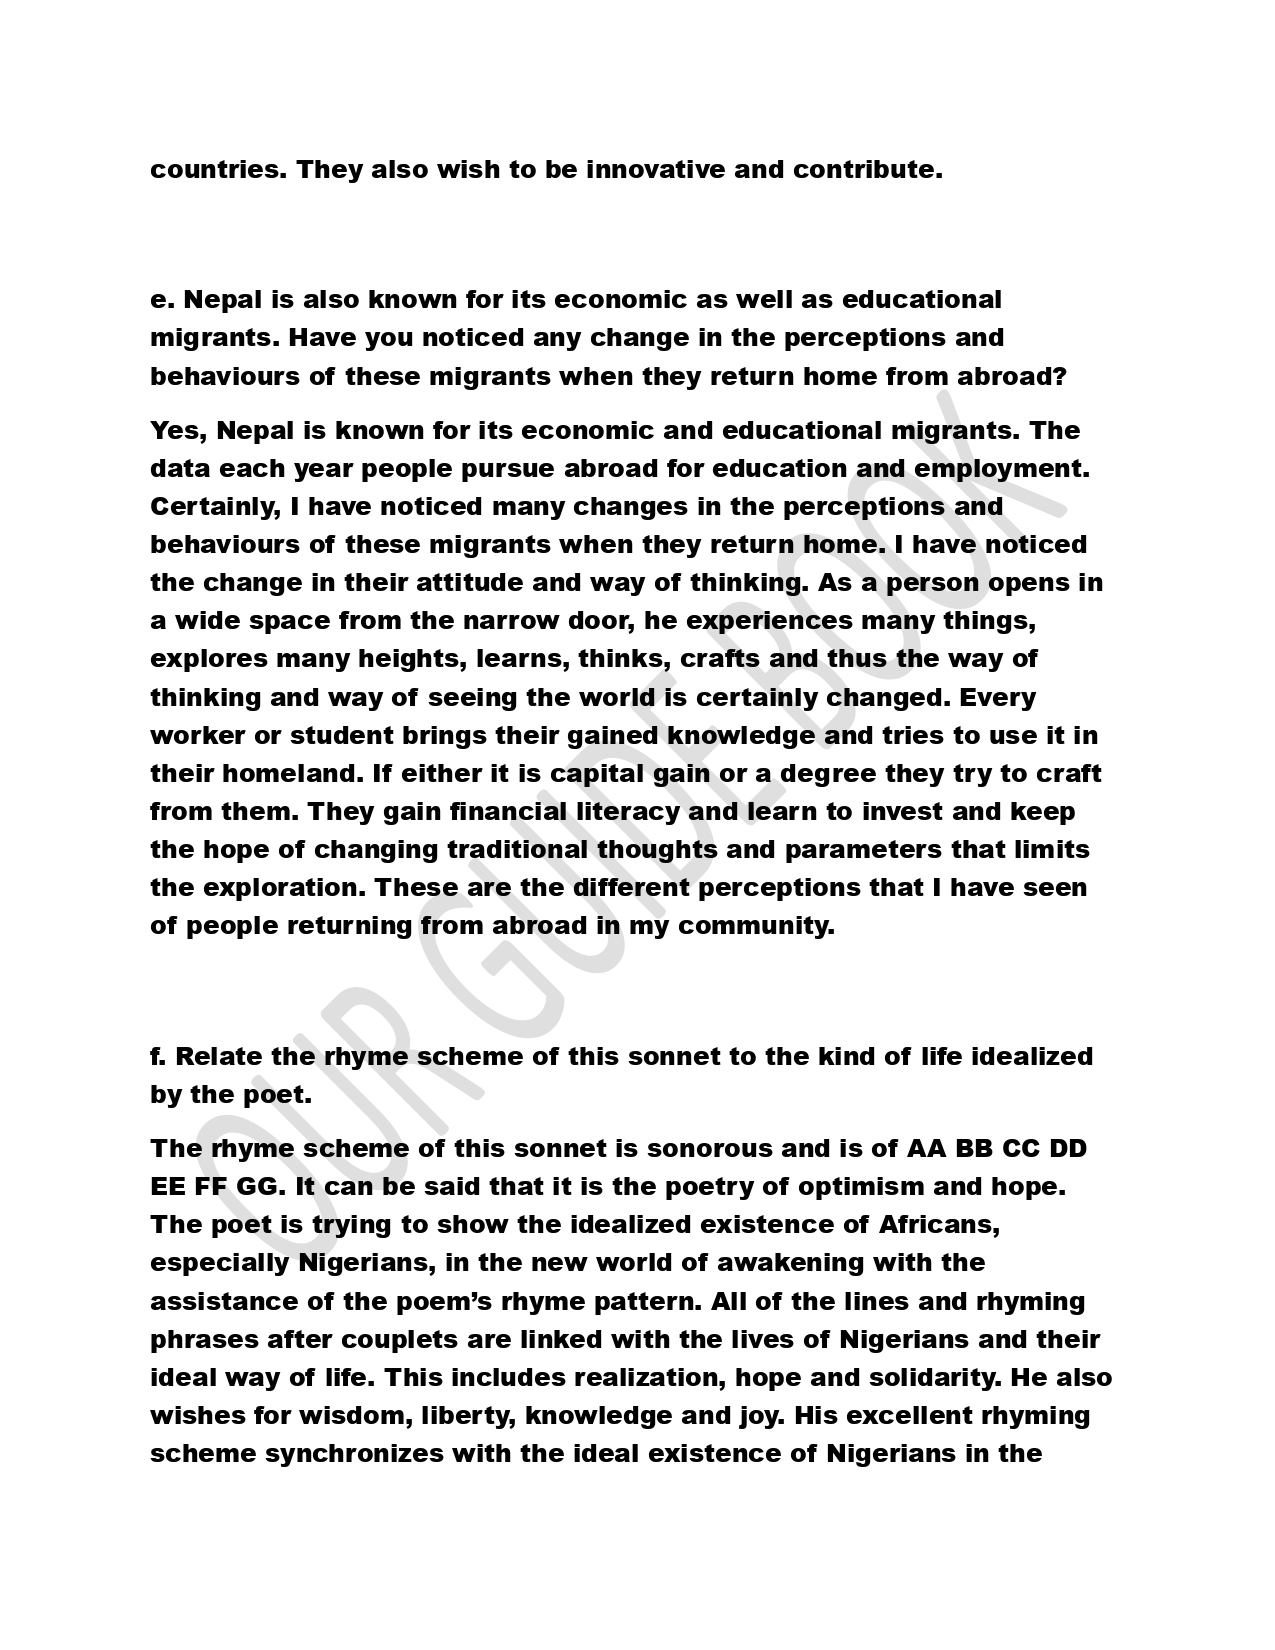 countries. They also wish to be innovative and contribute.
e. Nepal is also known for its economic as well as educational
migrants. Have you noticed any change in the perceptions and
behaviours of these migrants when they return home from abroad?
Yes, Nepal is known for its economic and educational migrants. The
data each year people pursue abroad for education and employment.
Certainly, I have noticed many changes in the perceptions and
behaviours of these migrants when they return home. I have noticed
the change in their attitude and way of thinking. As a person opens in
a wide space from the narrow door, he experiences many things,
explores many heights, learns, thinks, crafts and thus the way of
thinking and way of seeing the world is certainly changed. Every
worker or student brings their gained knowledge and tries to use it in
their homeland. If either it is capital gain or a degree they try to craft
from them. They gain financial literacy and learn to invest and keep
the hope of changing traditional thoughts and parameters that limits
the exploration. These are the different perceptions that I have seen
of people returning from abroad in my community.
f. Relate the rhyme scheme of this sonnet to the kind of life idealized
by the poet.
The rhyme scheme of this sonnet is sonorous and is of AA BB CC DD
EE FF GG. It can be said that it is the poetry of optimism and hope.
The poet is trying to show the idealized existence of Africans,
especially Nigerians, in the new world of awakening with the
assistance of the poem's rhyme pattern. All of the lines and rhyming
phrases after couplets are linked with the lives of Nigerians and their
ideal way of life. This includes realization, hope and solidarity. He also
wishes for wisdom, liberty, knowledge and joy. His excellent rhyming
scheme synchronizes with the ideal existence of Nigerians in the
OUR GUIDE BOOK